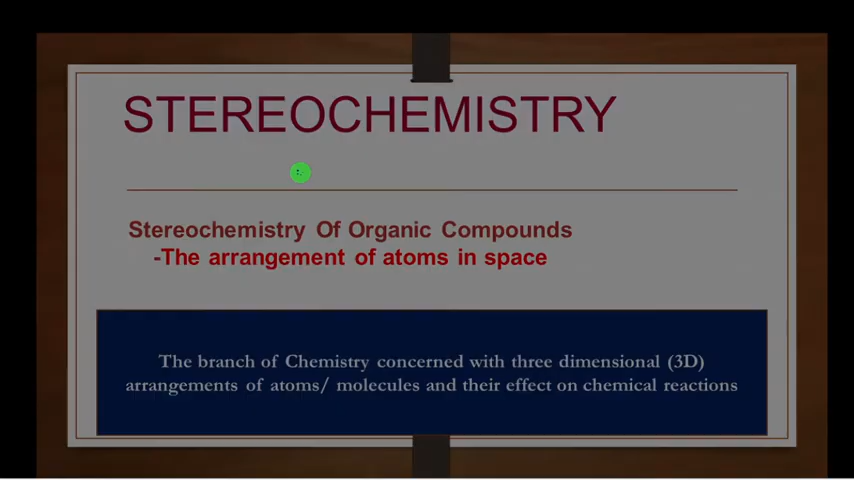 STEREOCHEMISTRY
Stereochemistry Of Organic Compounds
-The arrangement of atoms in space
The branch of Chemistry concerned with three dimensional (3D)
arrangements of atoms/ molecules and their effect on chemical reactions